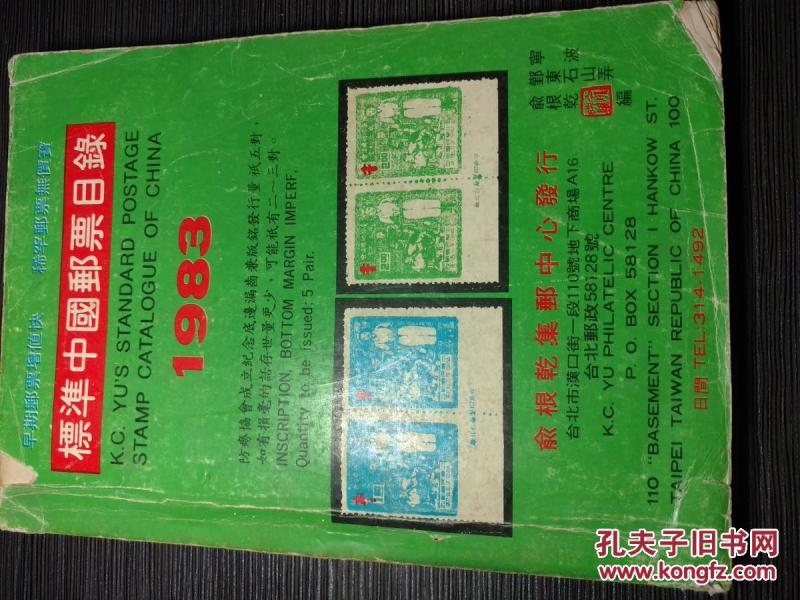 早期郵票增值快 稀罕郵票無價寶
標準中國郵票目錄
K.C. YU'S STANDARD POSTAGE
STAMP CATALOGUE OF CHINA
1983
防癆協會成立紀念底邊漏齒兼版銘發行量祇五對，
如有損毫的話存世量更少，可能祇有二～三對。
INSCRIPTION, BOTTOM MARGIN IMPERF.
Quantity to be issued: 5 Pair.
寧波
鄞東石山弄
俞根乾編
俞根乾集郵中心發行
台北市漢口街一段110號地下商場A16
台北郵政58128號
K.C. YU PHILATELIC CENTRE
P. O. BOX 58128
110 "BASEMENT" SECTION I HANKOW ST.
TAIPEI TAIWAN REPUBLIC OF CHINA 100
日間 TEL:314-1492
孔夫子旧书网
www.kongfz.com